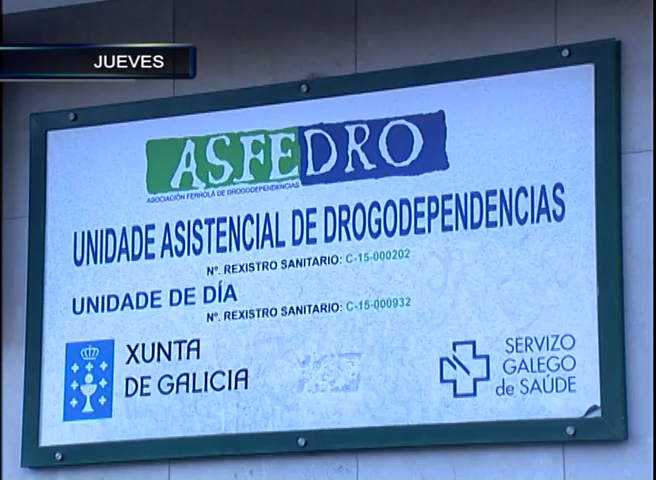 JUEVES
ASFEDRO
ASOCIACIÓN FERROLÁ DE DROGODEPENDENCIAS
UNIDADE ASISTENCIAL DE DROGODEPENDENCIAS
Nº. REXISTRO SANITARIO: C-15-000202
UNIDADE DE DÍA
Nº. REXISTRO SANITARIO: C-15-000932
XUNTA
DE GALICIA
SERVIZO
GALEGO
de SAÚDE